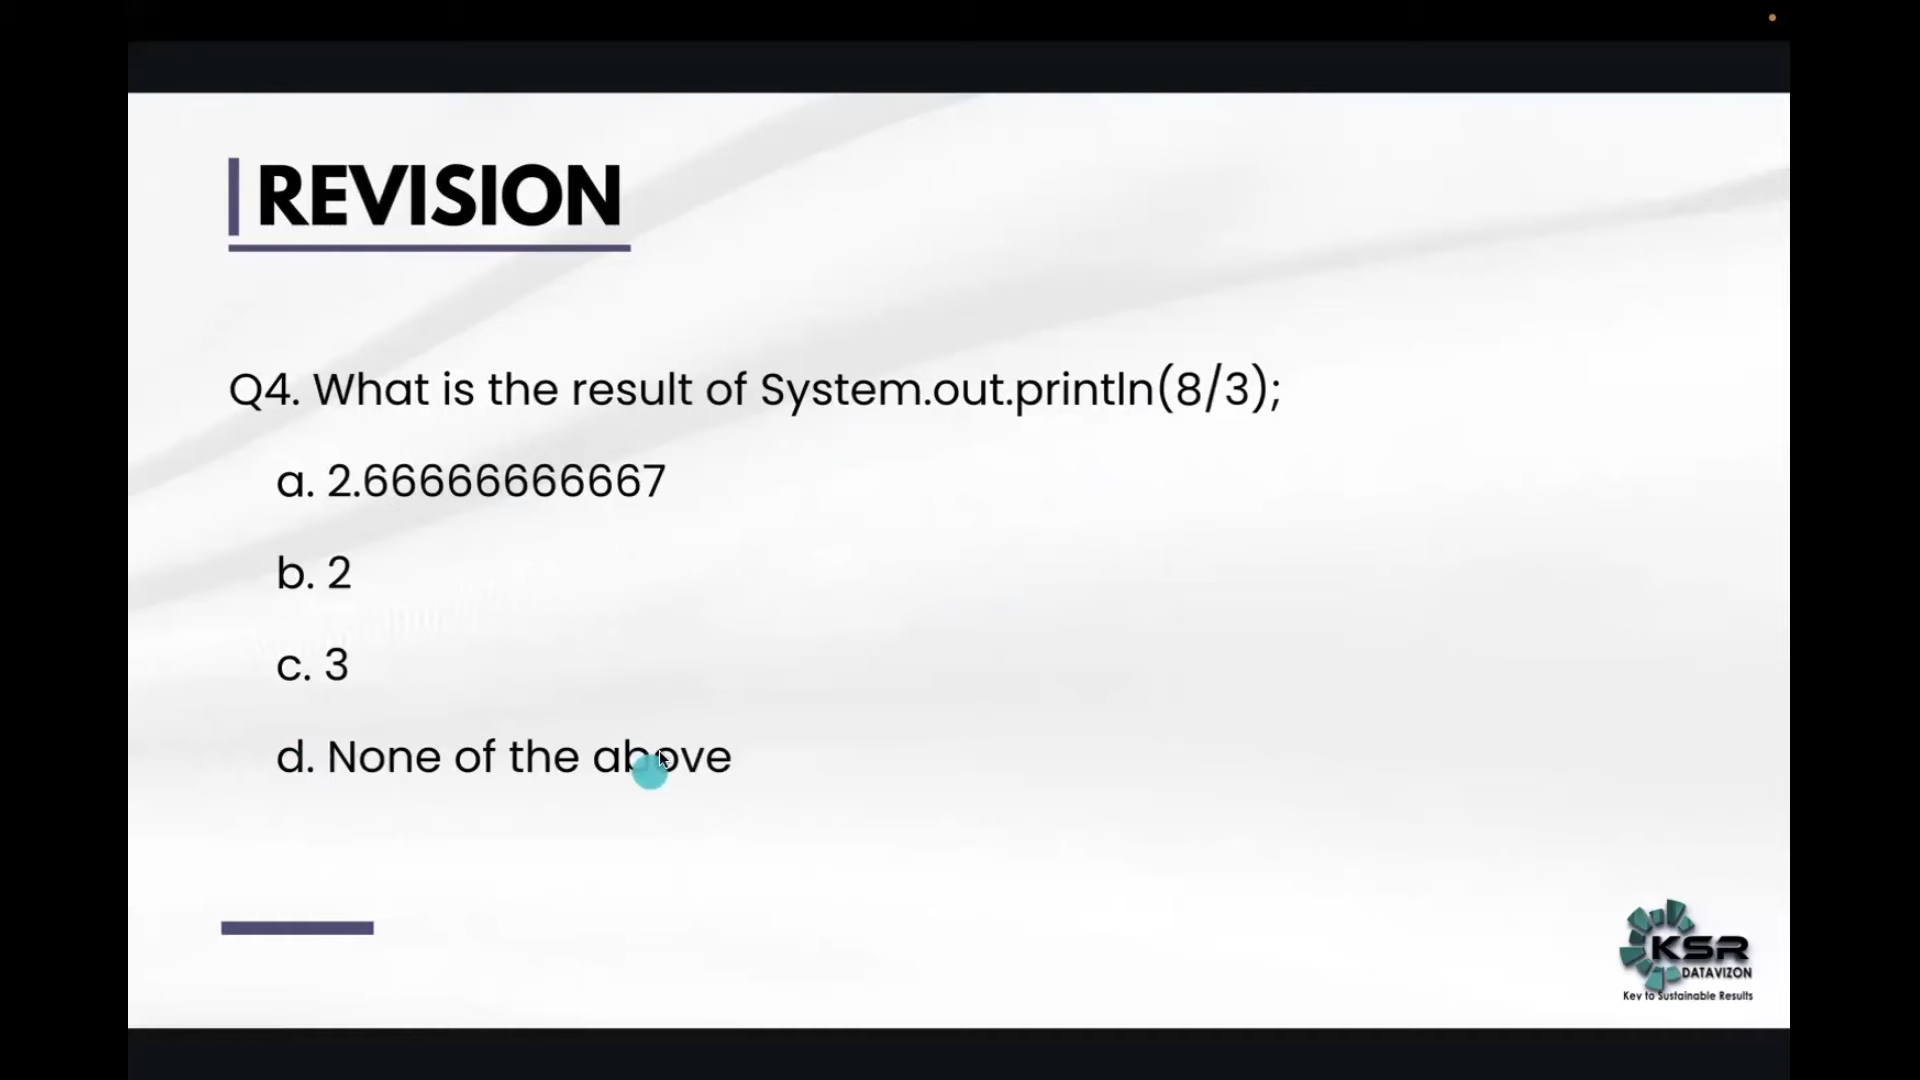 REVISION
Q4. What is the result of System.out.println(8/3);
a. 2.66666666667
b. 2
c. 3
d. None of the above
KSR
DATAVIZON
Key to Sustainable Results